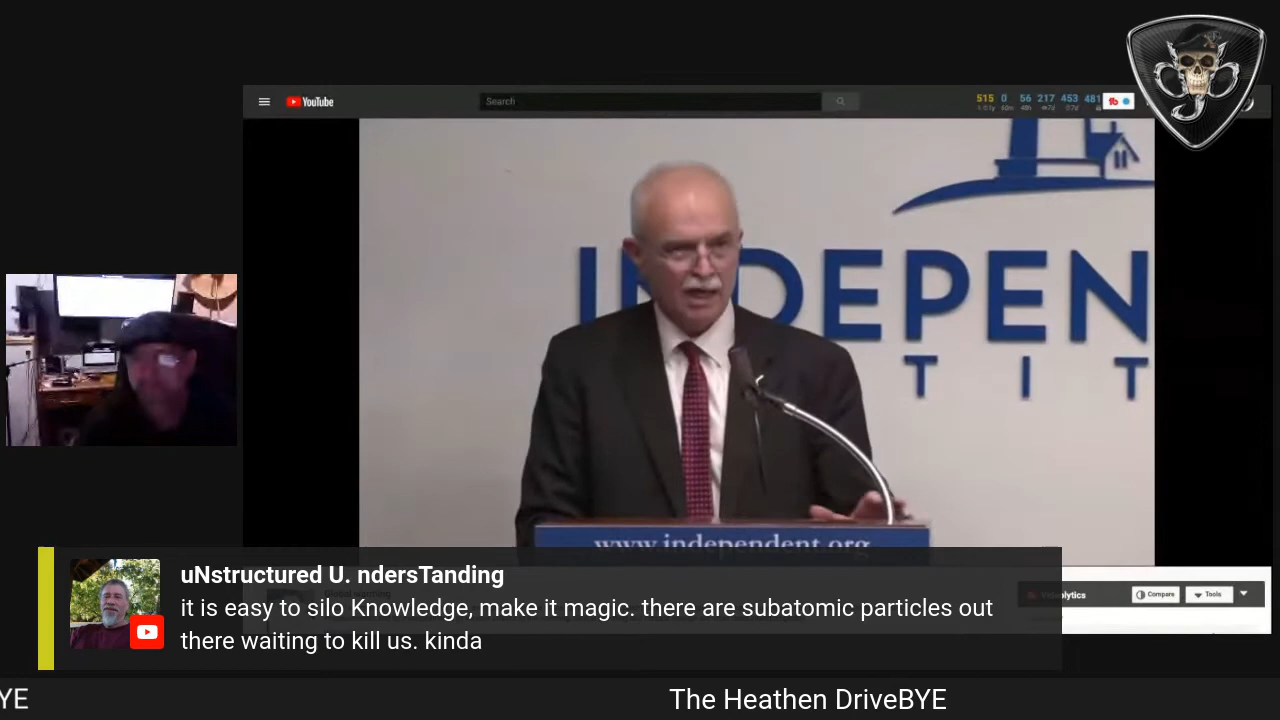 YouTube
Search
515 0 56 217 453 481
INDEPEN
T I T
www.independent.org
uNstructured U. ndersTanding
it is easy to silo Knowledge, make it magic. there are subatomic particles out
there waiting to kill us. kinda
Compare
Tools
YE
The Heathen DriveBYE